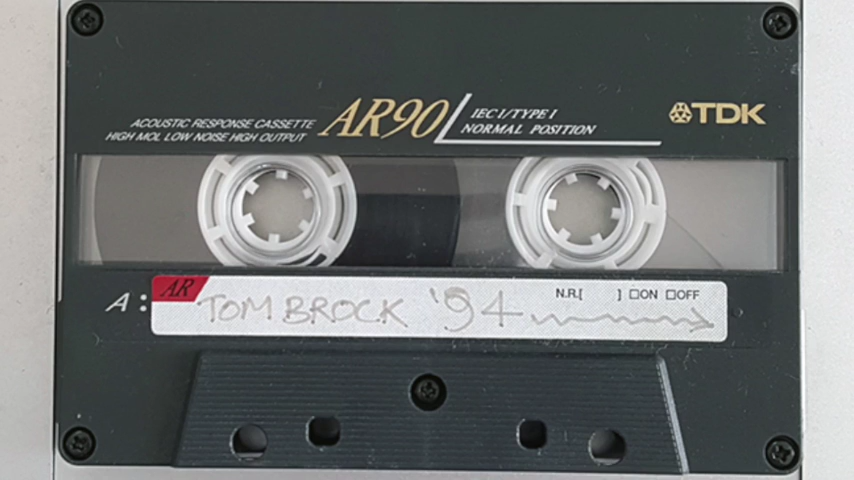 ACOUSTIC RESPONSE CASSETTE
HIGH MOL LOW NOISE HIGH OUTPUT
AR90
IEC I/TYPE I
NORMAL POSITION
TDK
A:
AR
TOM BROCK '94
N.R.[ ] □ON □OFF